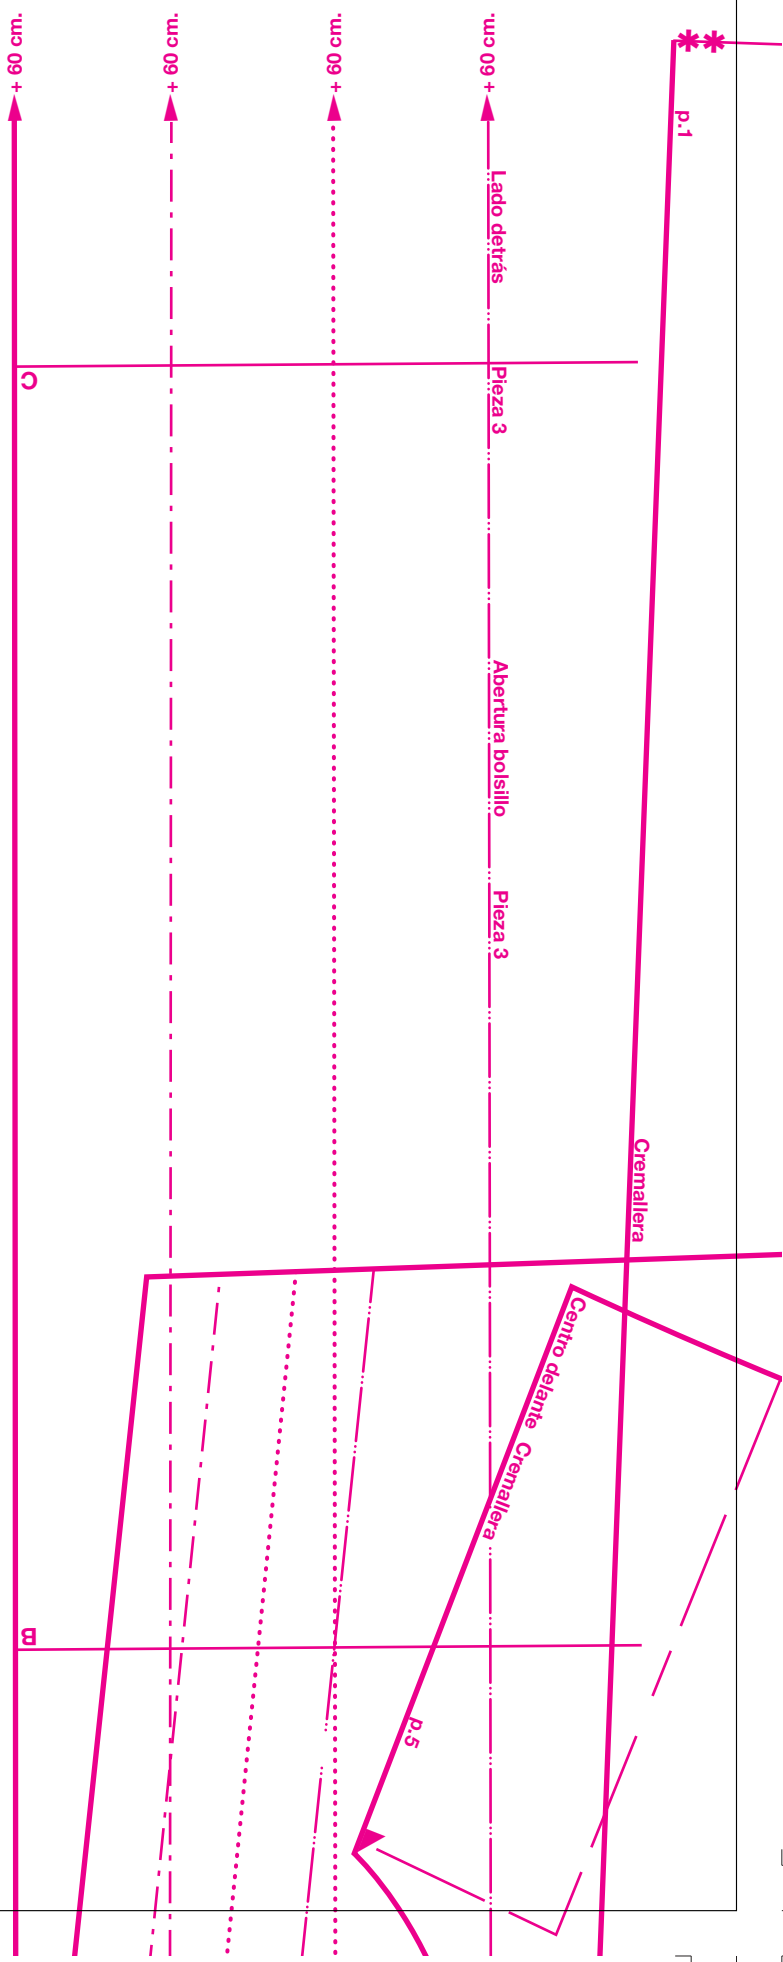 + 60 cm.
+ 60 cm.
+ 60 cm.
+ 60 cm.
**
p.1
Lado detrás
Pieza 3
C
Abertura bolsillo
Pieza 3
Cremallera
Centro delante Cremallera
B
p.5